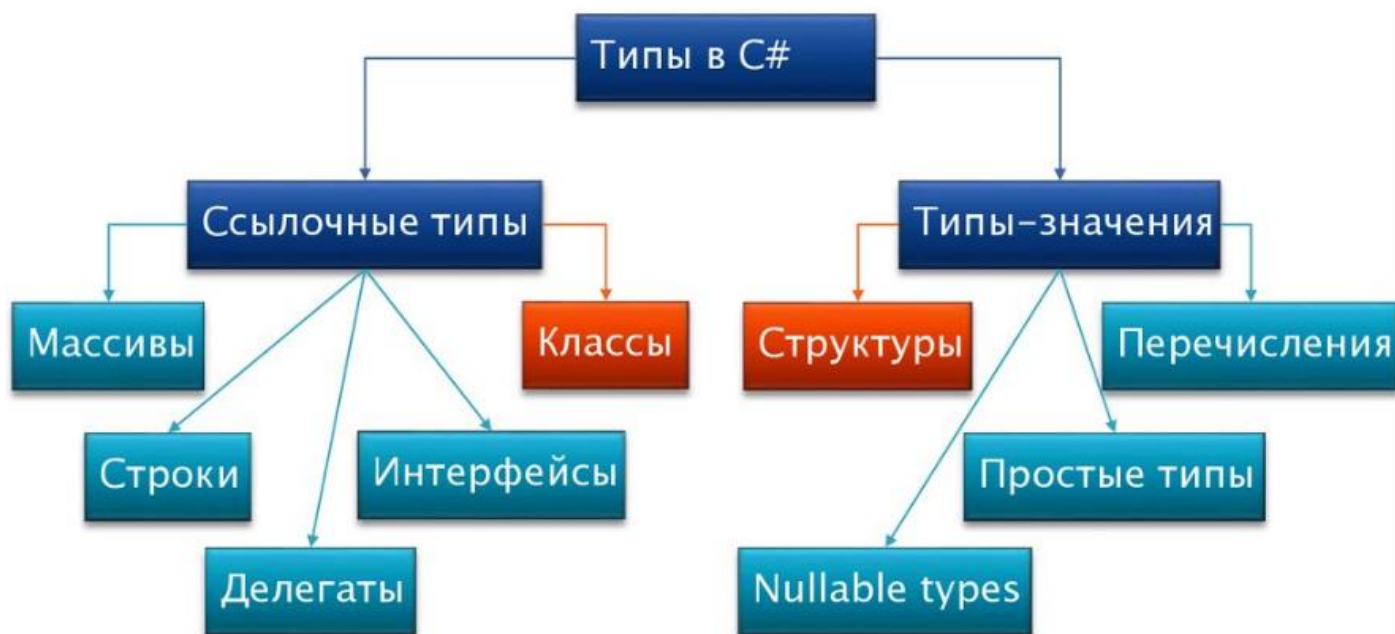 Типы в C#
Ссылочные типы
Типы-значения
Массивы
Классы
Структуры
Перечисления
Строки
Интерфейсы
Простые типы
Делегаты
Nullable types